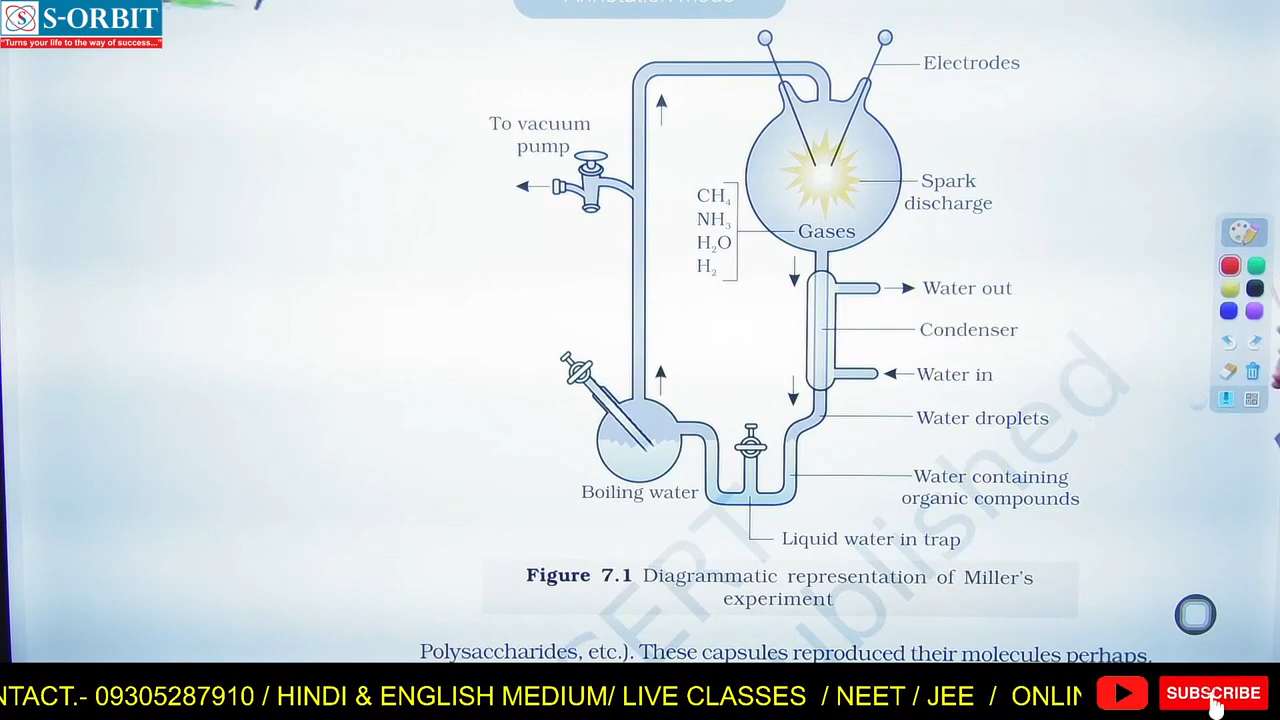 S-ORBIT
"Turns your life to the way of success..."
Annotation mode
Electrodes
To vacuum
pump
Spark
discharge
CH4
NH3
H2O
H2
Gases
Water out
Condenser
Water in
Water droplets
Water containing
organic compounds
Boiling water
Liquid water in trap
Figure 7.1 Diagrammatic representation of Miller's
experiment
Polysaccharides, etc.). These capsules reproduced their molecules perhaps.
NTACT.- 09305287910 / HINDI & ENGLISH MEDIUM/ LIVE CLASSES / NEET / JEE / ONLIN
SUBSCRIBE